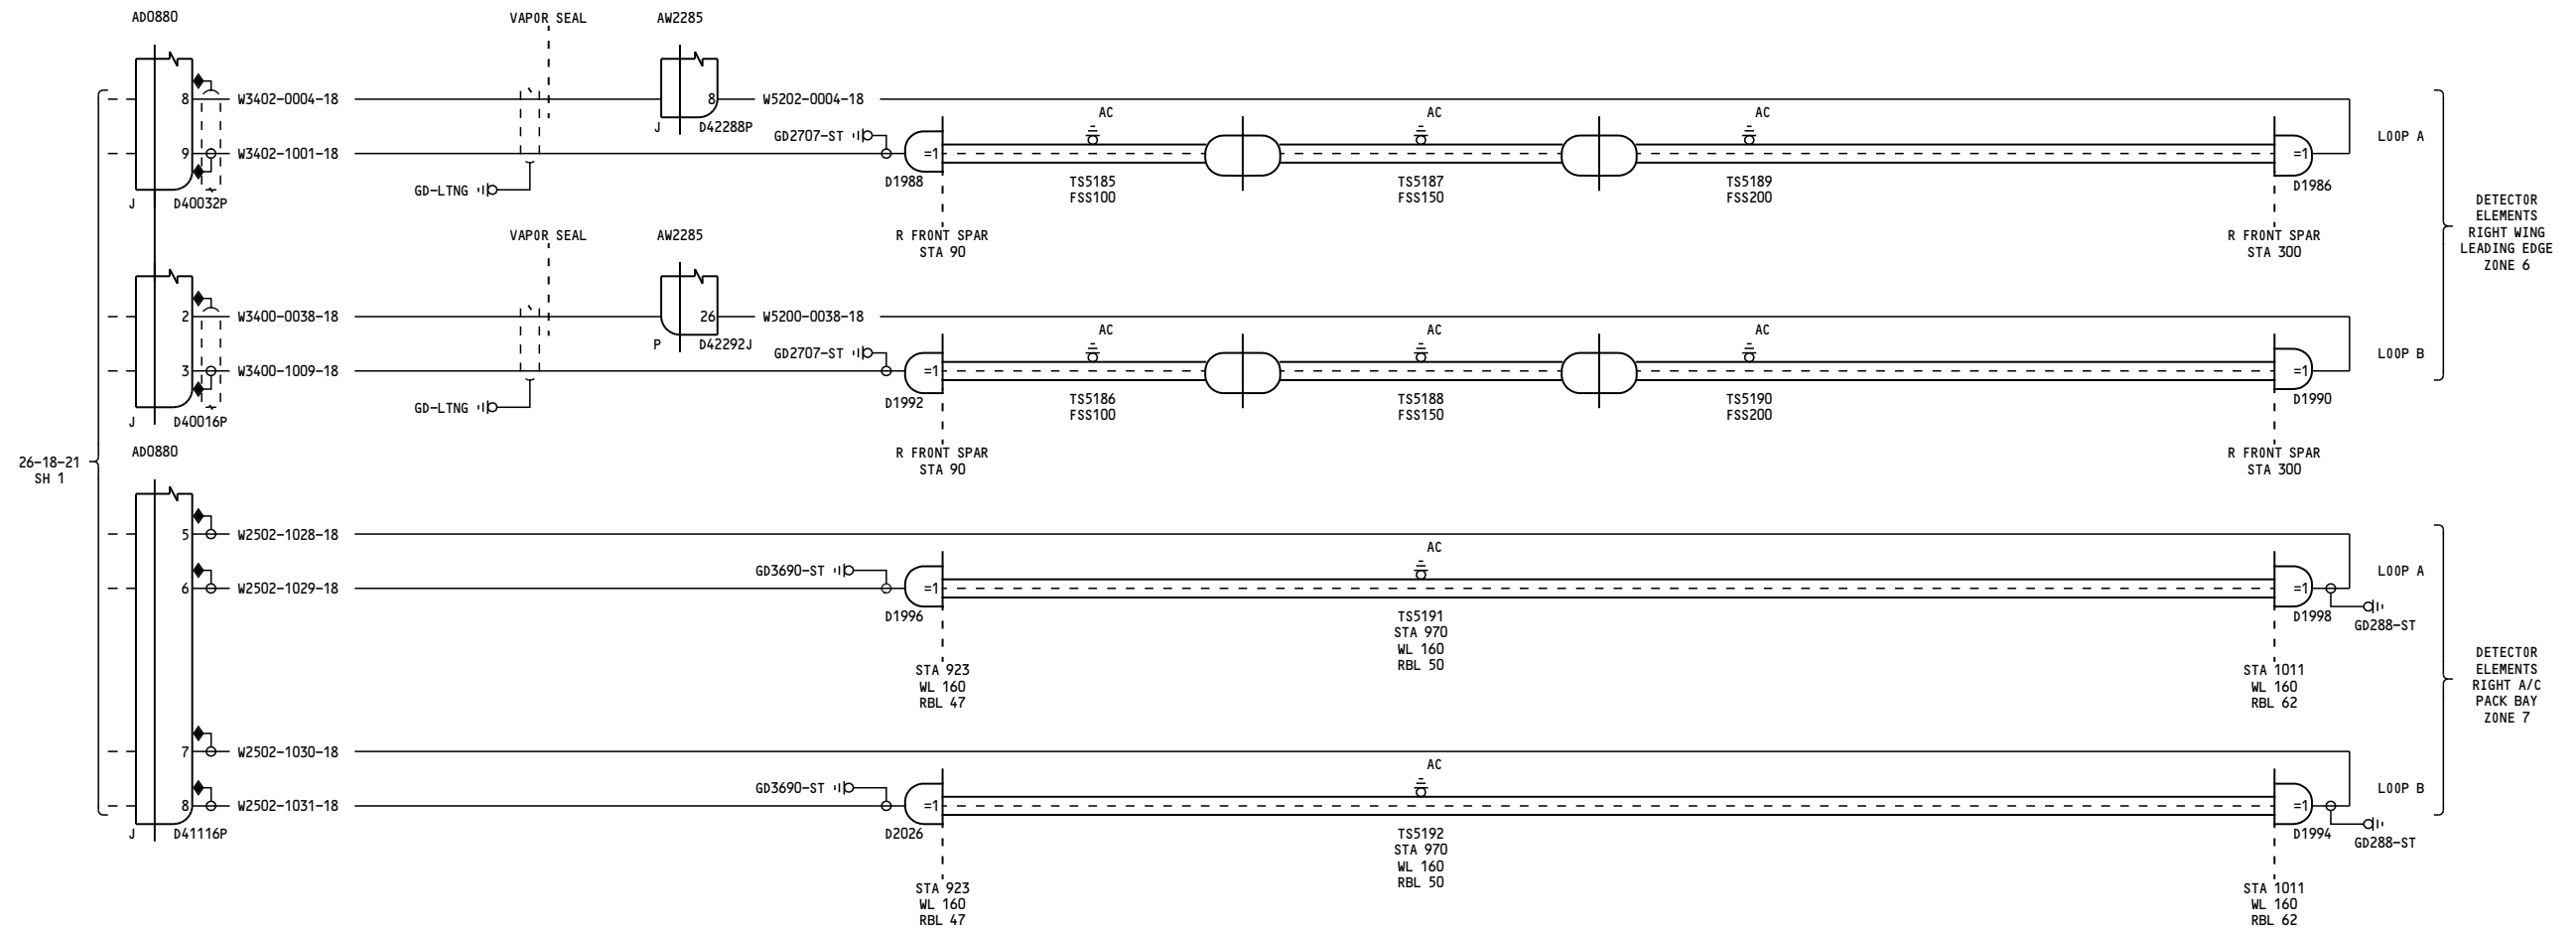 AD0880
VAPOR SEAL
AW2285
8
W3402-0004-18
8
W5202-0004-18
J
D42288P
AC
AC
AC
LOOP A
GD2707-ST
9
W3402-1001-18
=1
=1
D1988
TS5185
FSS100
TS5187
FSS150
TS5189
FSS200
D1986
GD-LTNG
J
D40032P
R FRONT SPAR
STA 90
R FRONT SPAR
STA 300
DETECTOR
ELEMENTS
RIGHT WING
LEADING EDGE
ZONE 6
VAPOR SEAL
AW2285
2
W3400-0038-18
26
W5200-0038-18
P
D42292J
AC
AC
AC
LOOP B
GD2707-ST
3
W3400-1009-18
=1
=1
D1992
TS5186
FSS100
TS5188
FSS150
TS5190
FSS200
D1990
GD-LTNG
J
D40016P
R FRONT SPAR
STA 90
R FRONT SPAR
STA 300
26-18-21
SH 1
AD0880
5
W2502-1028-18
AC
LOOP A
GD3690-ST
6
W2502-1029-18
=1
=1
D1996
TS5191
STA 970
WL 160
RBL 50
D1998
GD288-ST
STA 923
WL 160
RBL 47
STA 1011
WL 160
RBL 62
DETECTOR
ELEMENTS
RIGHT A/C
PACK BAY
ZONE 7
7
W2502-1030-18
AC
LOOP B
GD3690-ST
8
W2502-1031-18
=1
=1
J
D41116P
D2026
TS5192
STA 970
WL 160
RBL 50
D1994
GD288-ST
STA 923
WL 160
RBL 47
STA 1011
WL 160
RBL 62